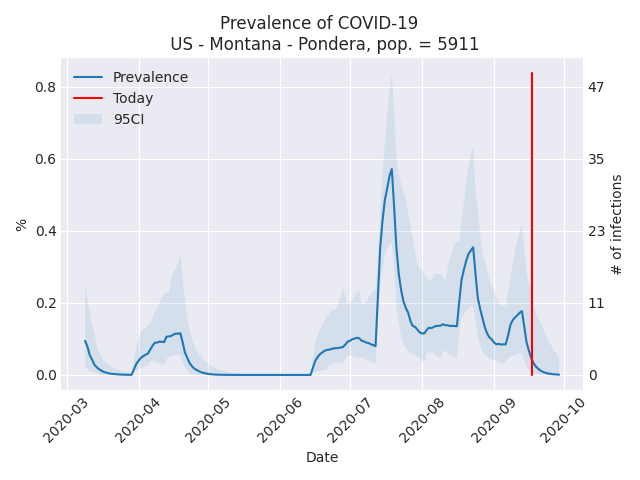 Prevalence of COVID-19
US - Montana - Pondera, pop. = 5911
Prevalence
Today
95CI
0.8
0.6
0.4
0.2
0.0
%
47
35
23
11
0
# of infections
2020-03
2020-04
2020-05
2020-06
2020-07
2020-08
2020-09
2020-10
Date